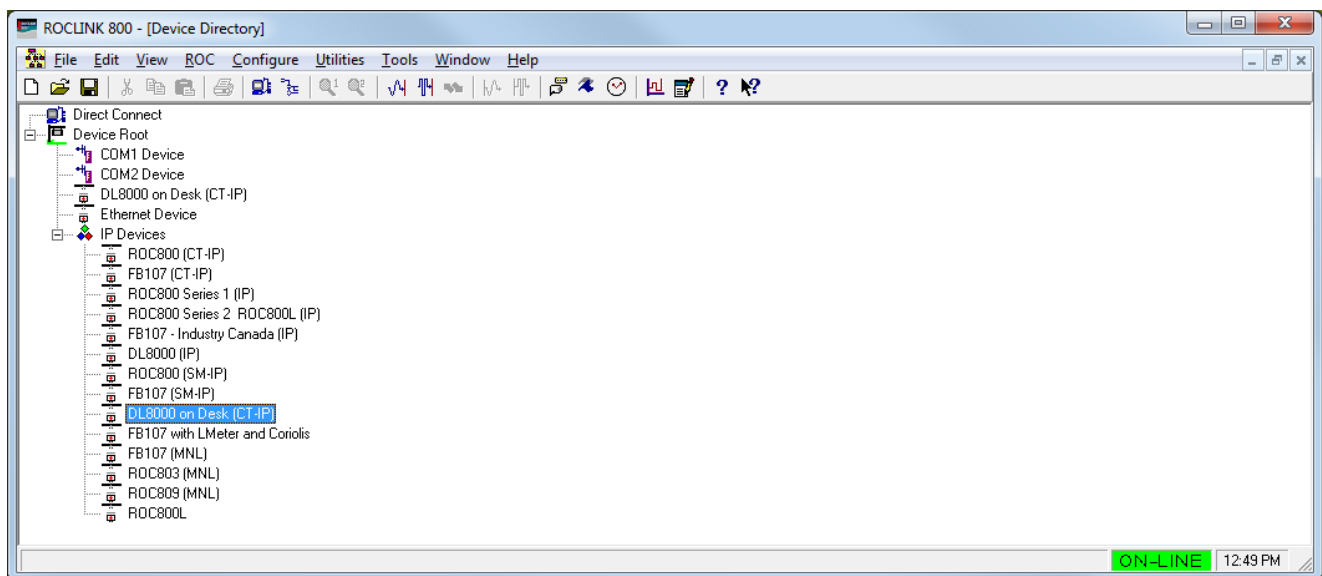 ROCLINK 800 - [Device Directory]
File Edit View ROC Configure Utilities Tools Window Help
Direct Connect
Device Root
COM1 Device
COM2 Device
DL8000 on Desk (CT-IP)
Ethernet Device
IP Devices
ROC800 (CT-IP)
FB107 (CT-IP)
ROC800 Series 1 (IP)
ROC800 Series 2 ROC800L (IP)
FB107 - Industry Canada (IP)
DL8000 (IP)
ROC800 (SM-IP)
FB107 (SM-IP)
DL8000 on Desk (CT-IP)
FB107 with LMeter and Coriolis
FB107 (MNL)
ROC803 (MNL)
ROC809 (MNL)
ROC800L
ON-LINE 12:49 PM